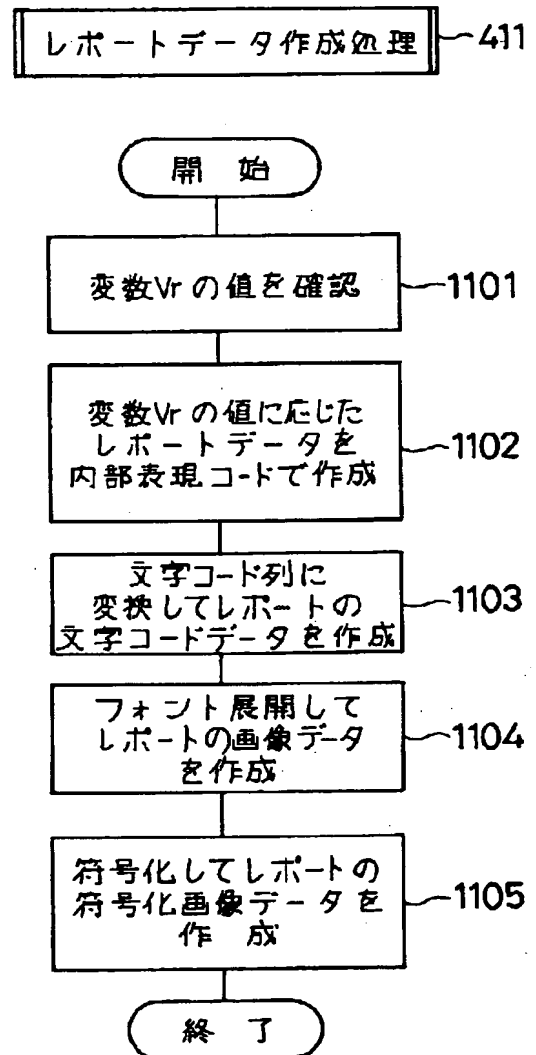 レポートデータ作成処理 411
開 始
変数Vrの値を確認 1101
変数Vrの値に応じた
レポートデータを 1102
内部表現コードで作成
文字コード列に
変換してレポートの 1103
文字コードデータを作成
フォント展開して
レポートの画像データ 1104
を作成
符号化してレポートの
符号化画像データを 1105
作 成
終 了